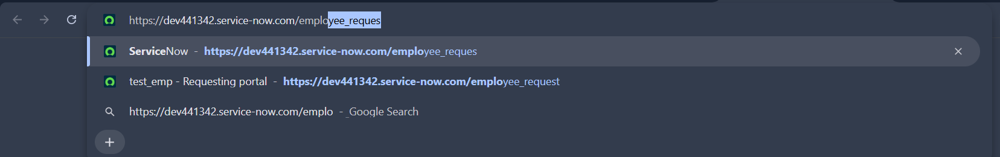 https://dev441342.service-now.com/employee_reques
ServiceNow - https://dev441342.service-now.com/employee_reques
test_emp - Requesting portal - https://dev441342.service-now.com/employee_request
https://dev441342.service-now.com/emplo - Google Search